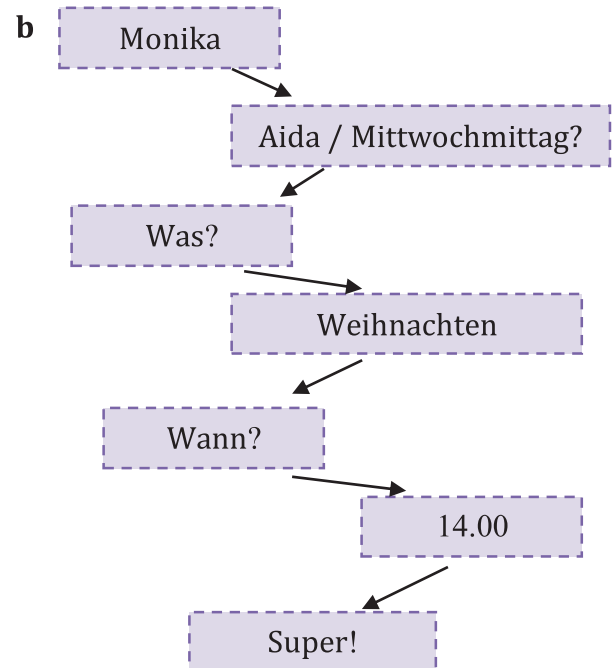 b
Monika
Aida / Mittwochmittag?
Was?
Weihnachten
Wann?
14.00
Super!